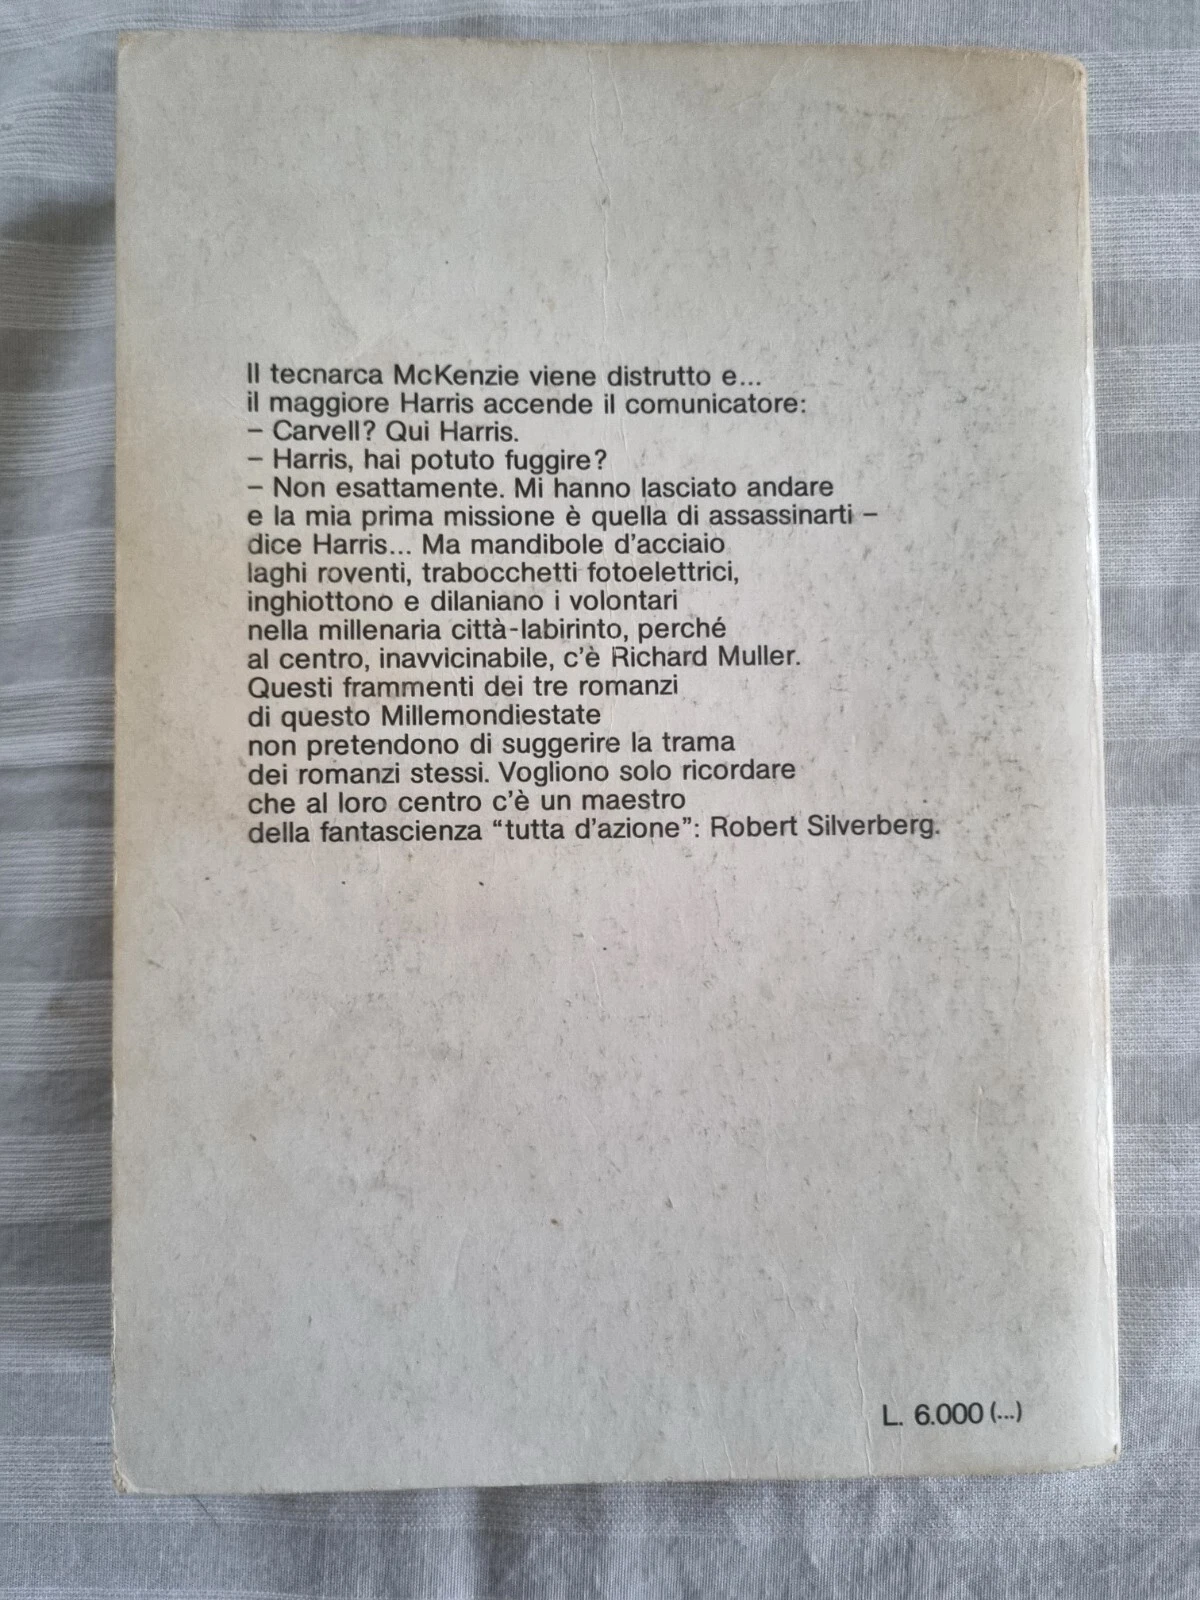 Il tecnarca McKenzie viene distrutto e...
il maggiore Harris accende il comunicatore:
– Carvell? Qui Harris.
– Harris, hai potuto fuggire?
– Non esattamente. Mi hanno lasciato andare
e la mia prima missione è quella di assassinarti –
dice Harris... Ma mandibole d'acciaio
laghi roventi, trabocchetti fotoelettrici,
inghiottono e dilaniano i volontari
nella millenaria città-labirinto, perché
al centro, inavvicinabile, c'è Richard Muller.
Questi frammenti dei tre romanzi
di questo Millemondiestate
non pretendono di suggerire la trama
dei romanzi stessi. Vogliono solo ricordare
che al loro centro c'è un maestro
della fantascienza “tutta d'azione”: Robert Silverberg.
L. 6.000 (...)